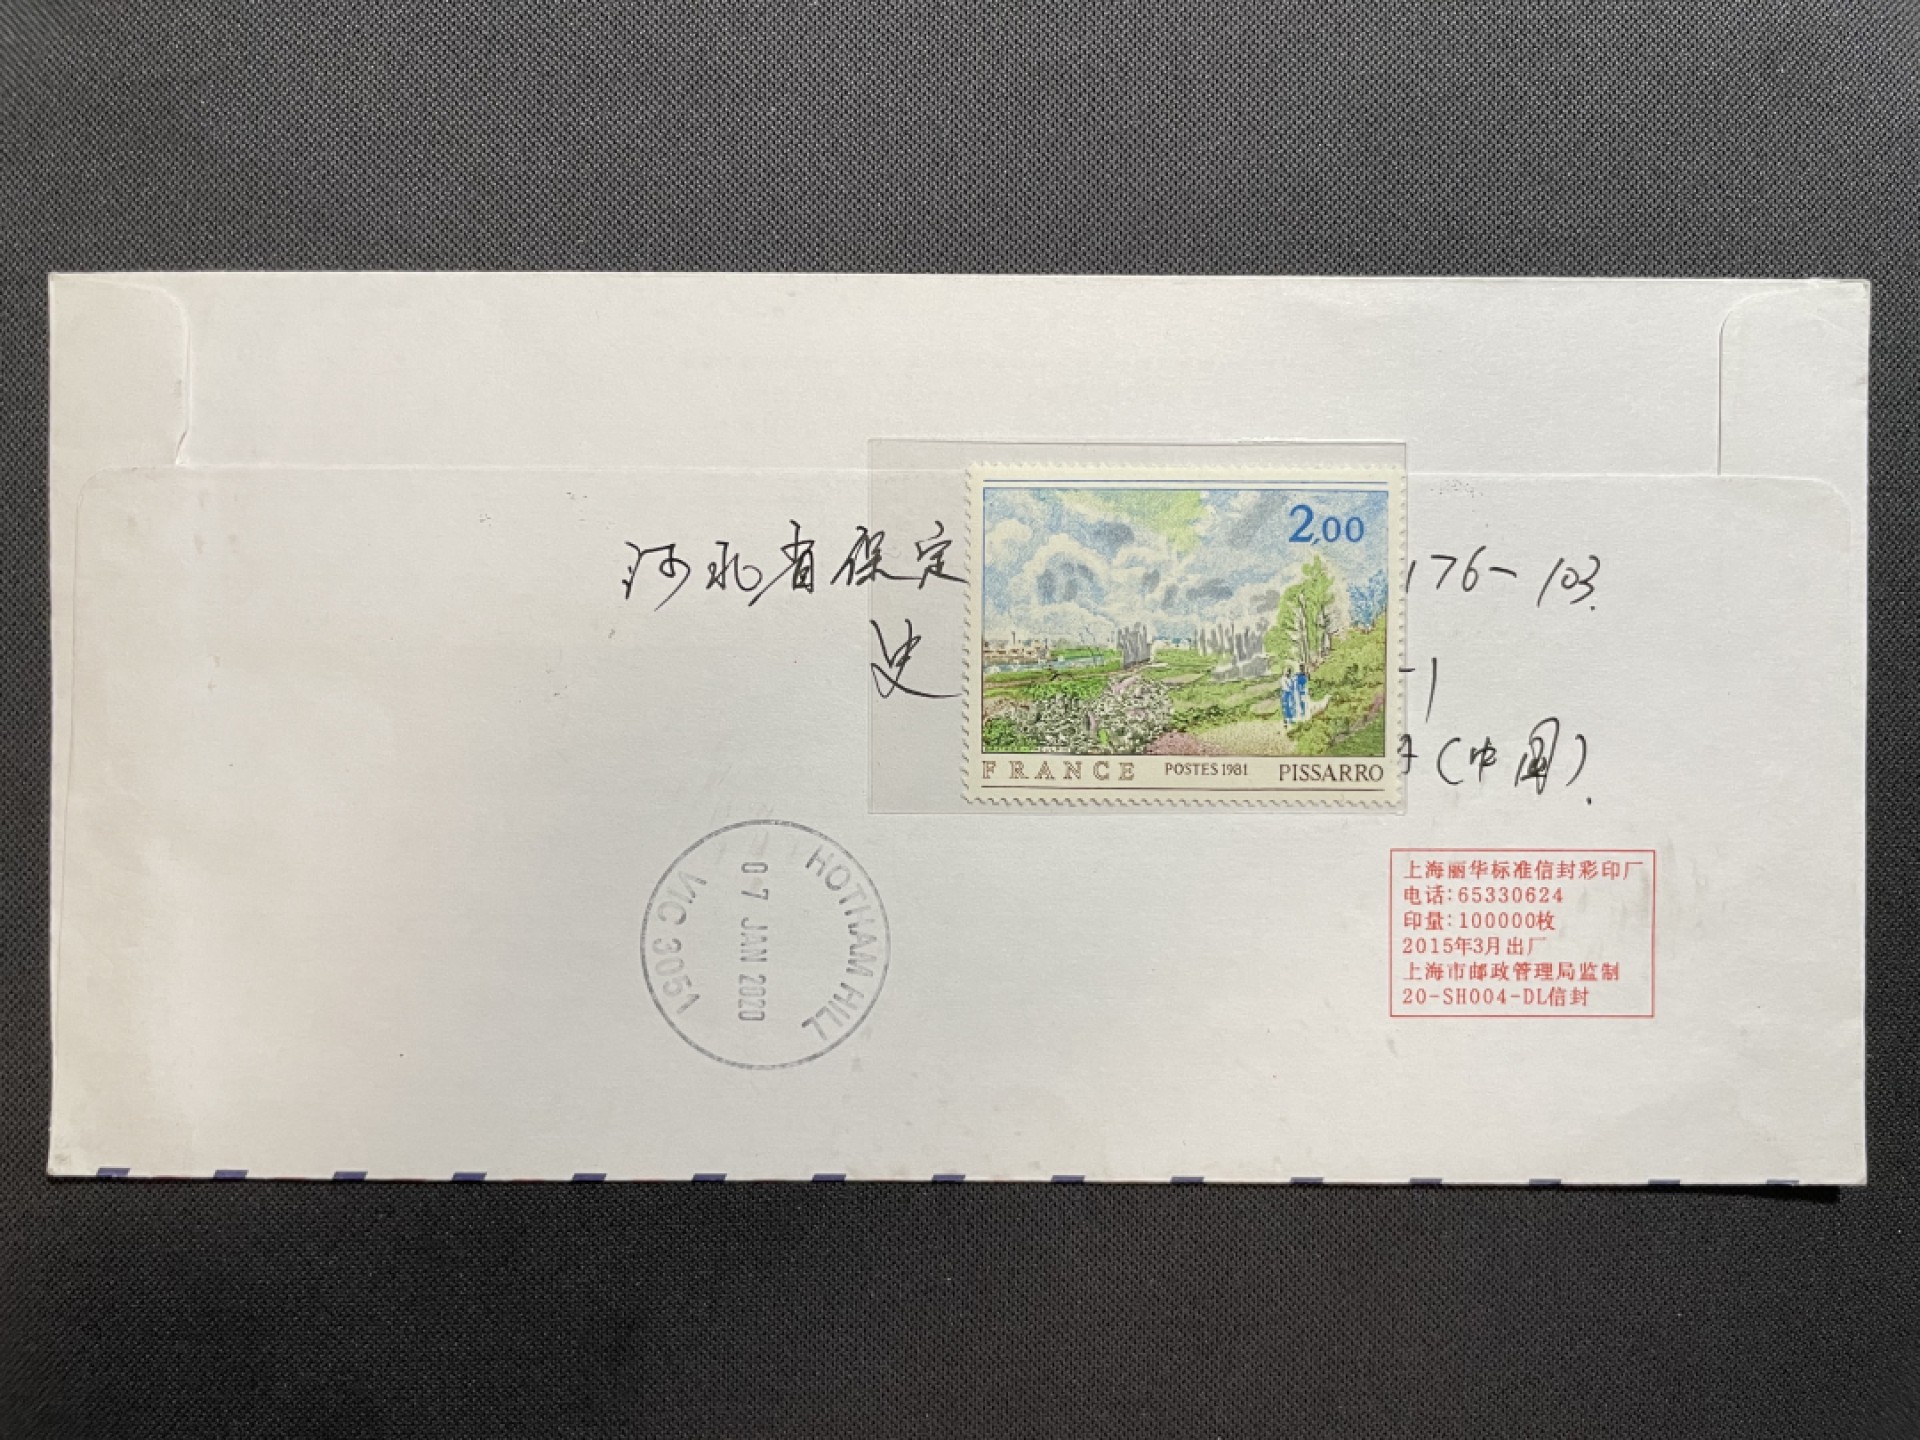 2,00
河北省保定
176-103
史
-1
(中国).
FRANCE POSTES 1981 PISSARRO
HOTHAM HILL
07 JAN 2020
VIC 3051
上海丽华标准信封彩印厂
电话:65330624
印量:100000枚
2015年3月出厂
上海市邮政管理局监制
20-SH004-DL信封